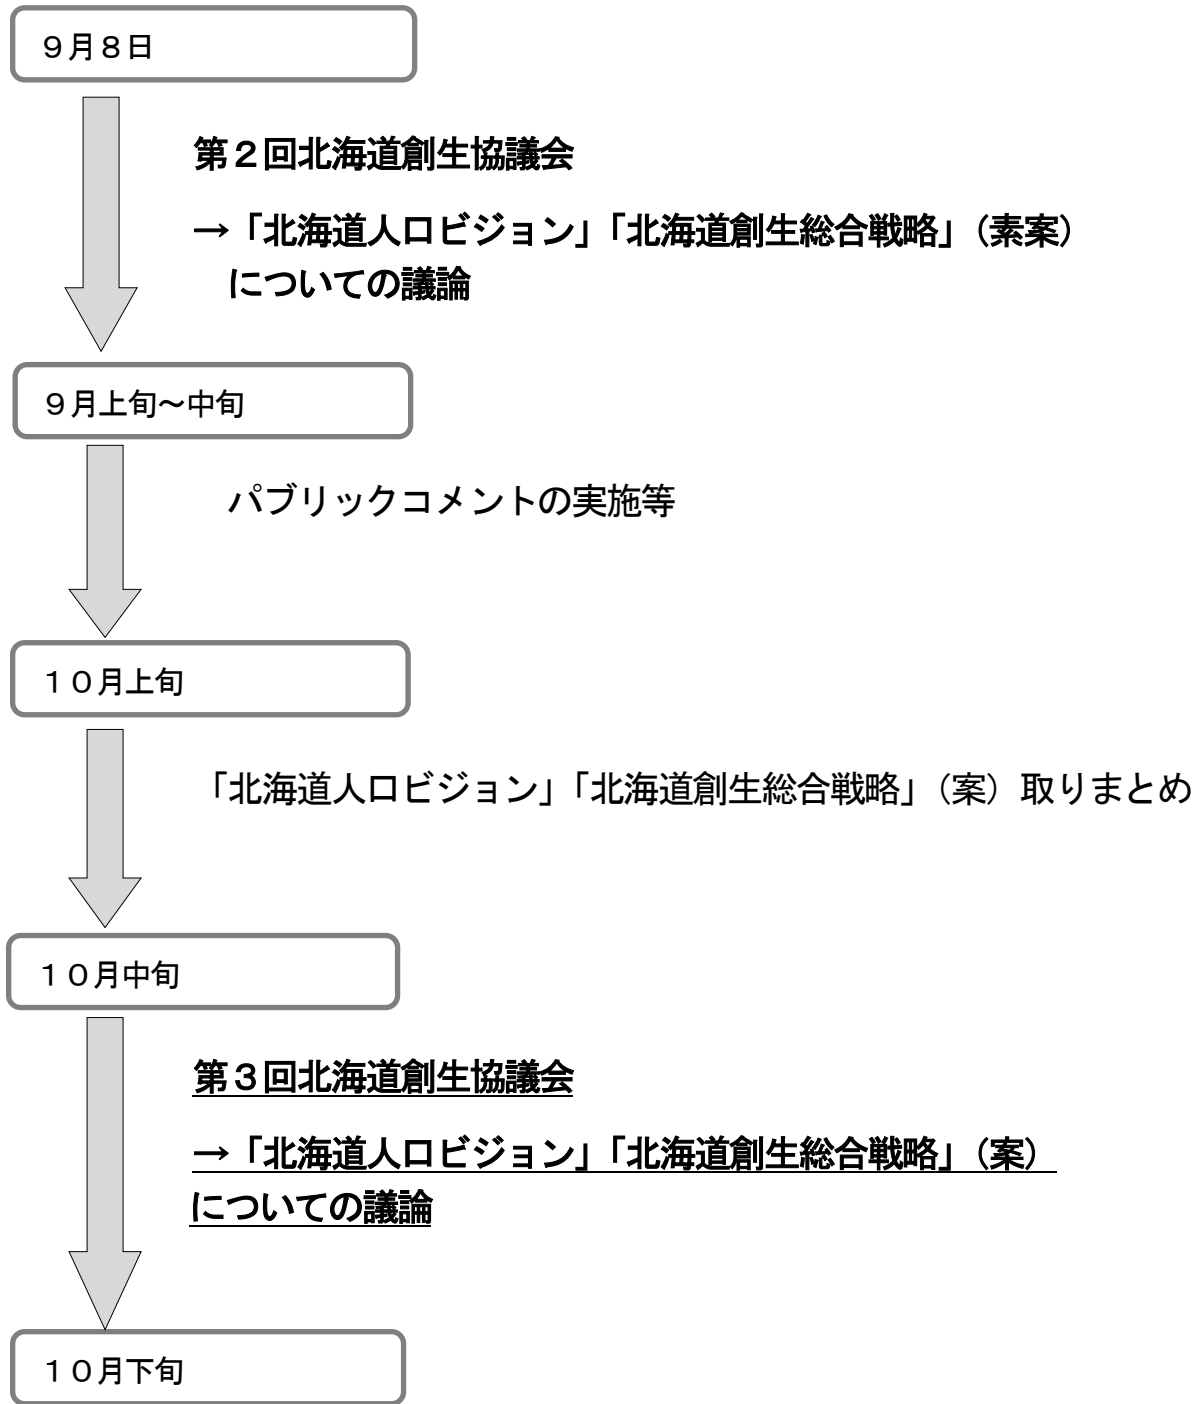 ９月８日
第２回北海道創生協議会
→「北海道人口ビジョン」「北海道創生総合戦略」（素案）
についての議論
９月上旬～中旬
パブリックコメントの実施等
１０月上旬
「北海道人口ビジョン」「北海道創生総合戦略」（案）取りまとめ
１０月中旬
第３回北海道創生協議会
→「北海道人口ビジョン」「北海道創生総合戦略」（案）
についての議論
１０月下旬